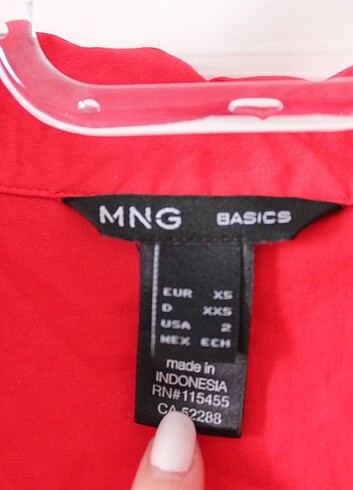 MNG BASICS
EUR XS
D XXS
USA 2
MEX ECH
made in
INDONESIA
RN#115455
CA 52288